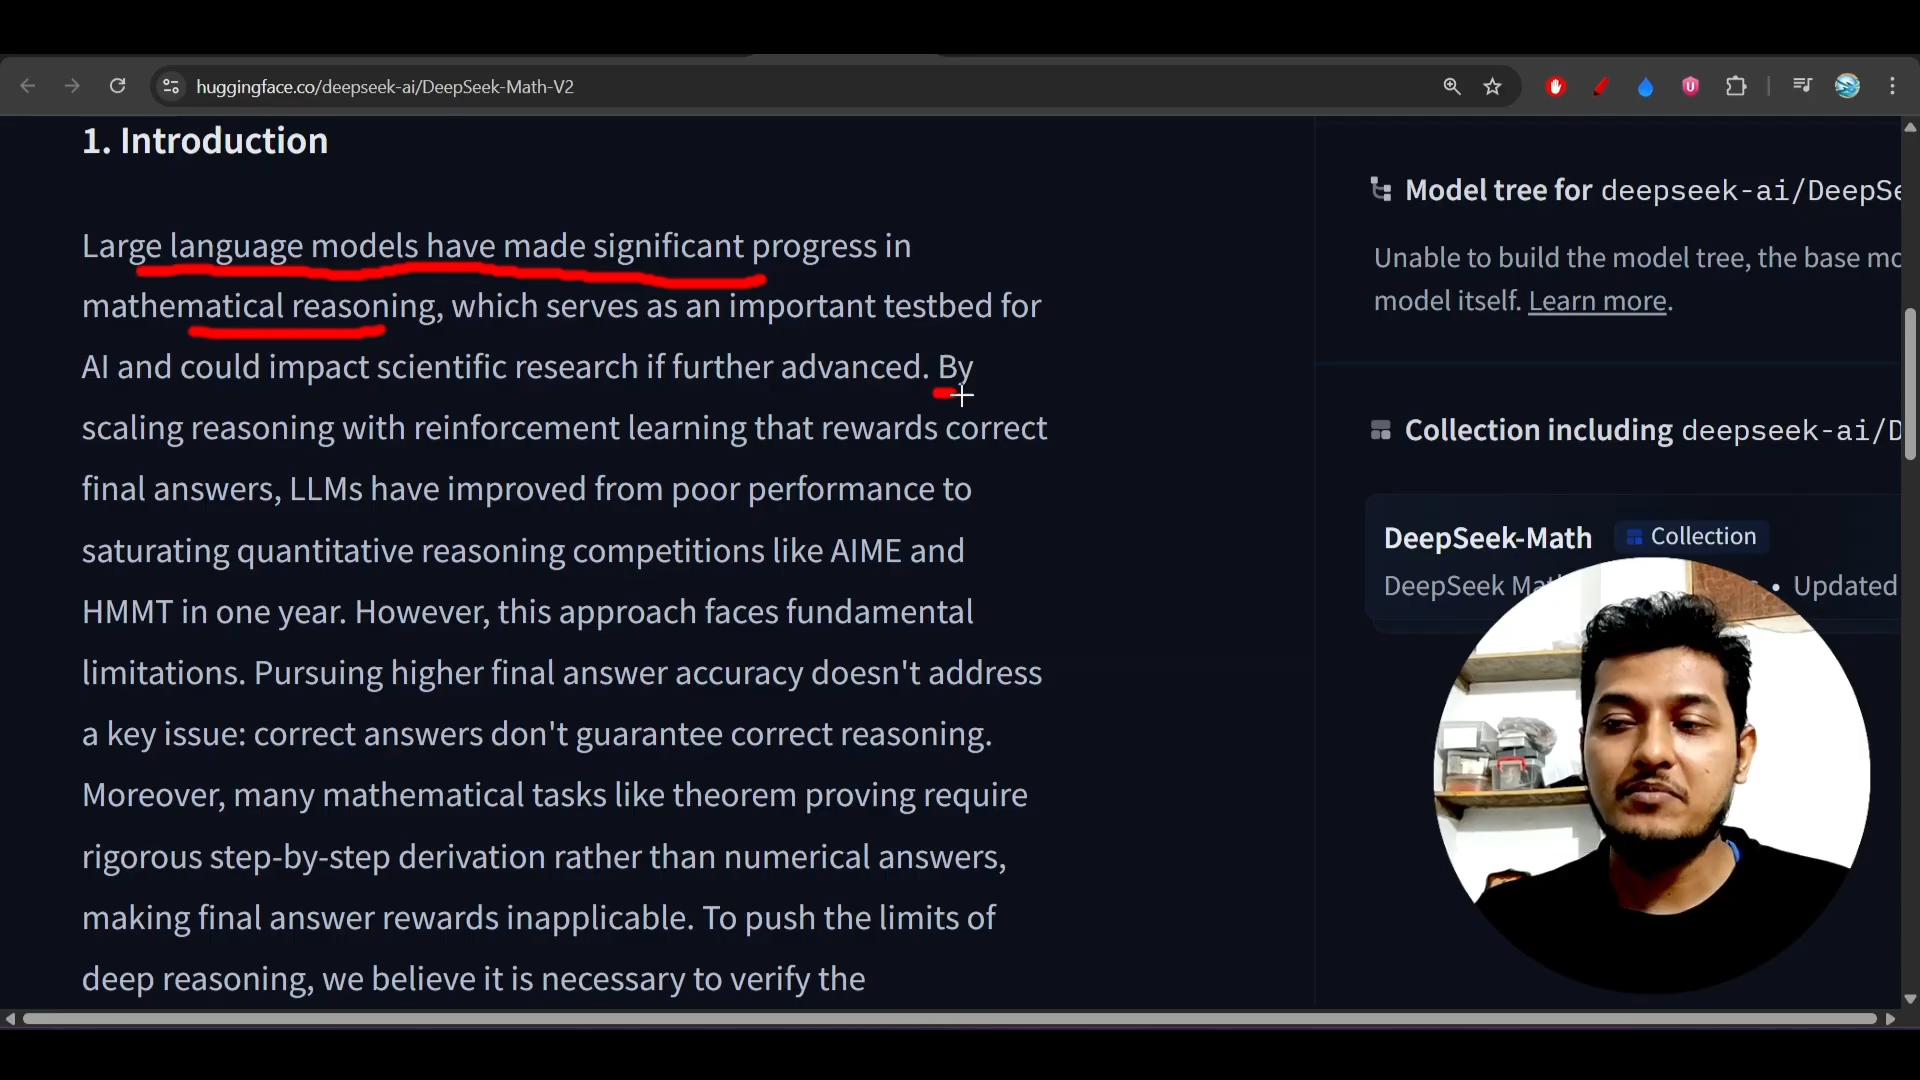 huggingface.co/deepseek-ai/DeepSeek-Math-V2
1. Introduction
Large language models have made significant progress in
mathematical reasoning, which serves as an important testbed for
AI and could impact scientific research if further advanced. By
scaling reasoning with reinforcement learning that rewards correct
final answers, LLMs have improved from poor performance to
saturating quantitative reasoning competitions like AIME and
HMMT in one year. However, this approach faces fundamental
limitations. Pursuing higher final answer accuracy doesn't address
a key issue: correct answers don't guarantee correct reasoning.
Moreover, many mathematical tasks like theorem proving require
rigorous step-by-step derivation rather than numerical answers,
making final answer rewards inapplicable. To push the limits of
deep reasoning, we believe it is necessary to verify the
Model tree for deepseek-ai/DeepSe
Unable to build the model tree, the base mo
model itself. Learn more.
Collection including deepseek-ai/D
DeepSeek-Math Collection
DeepSeek • Updated